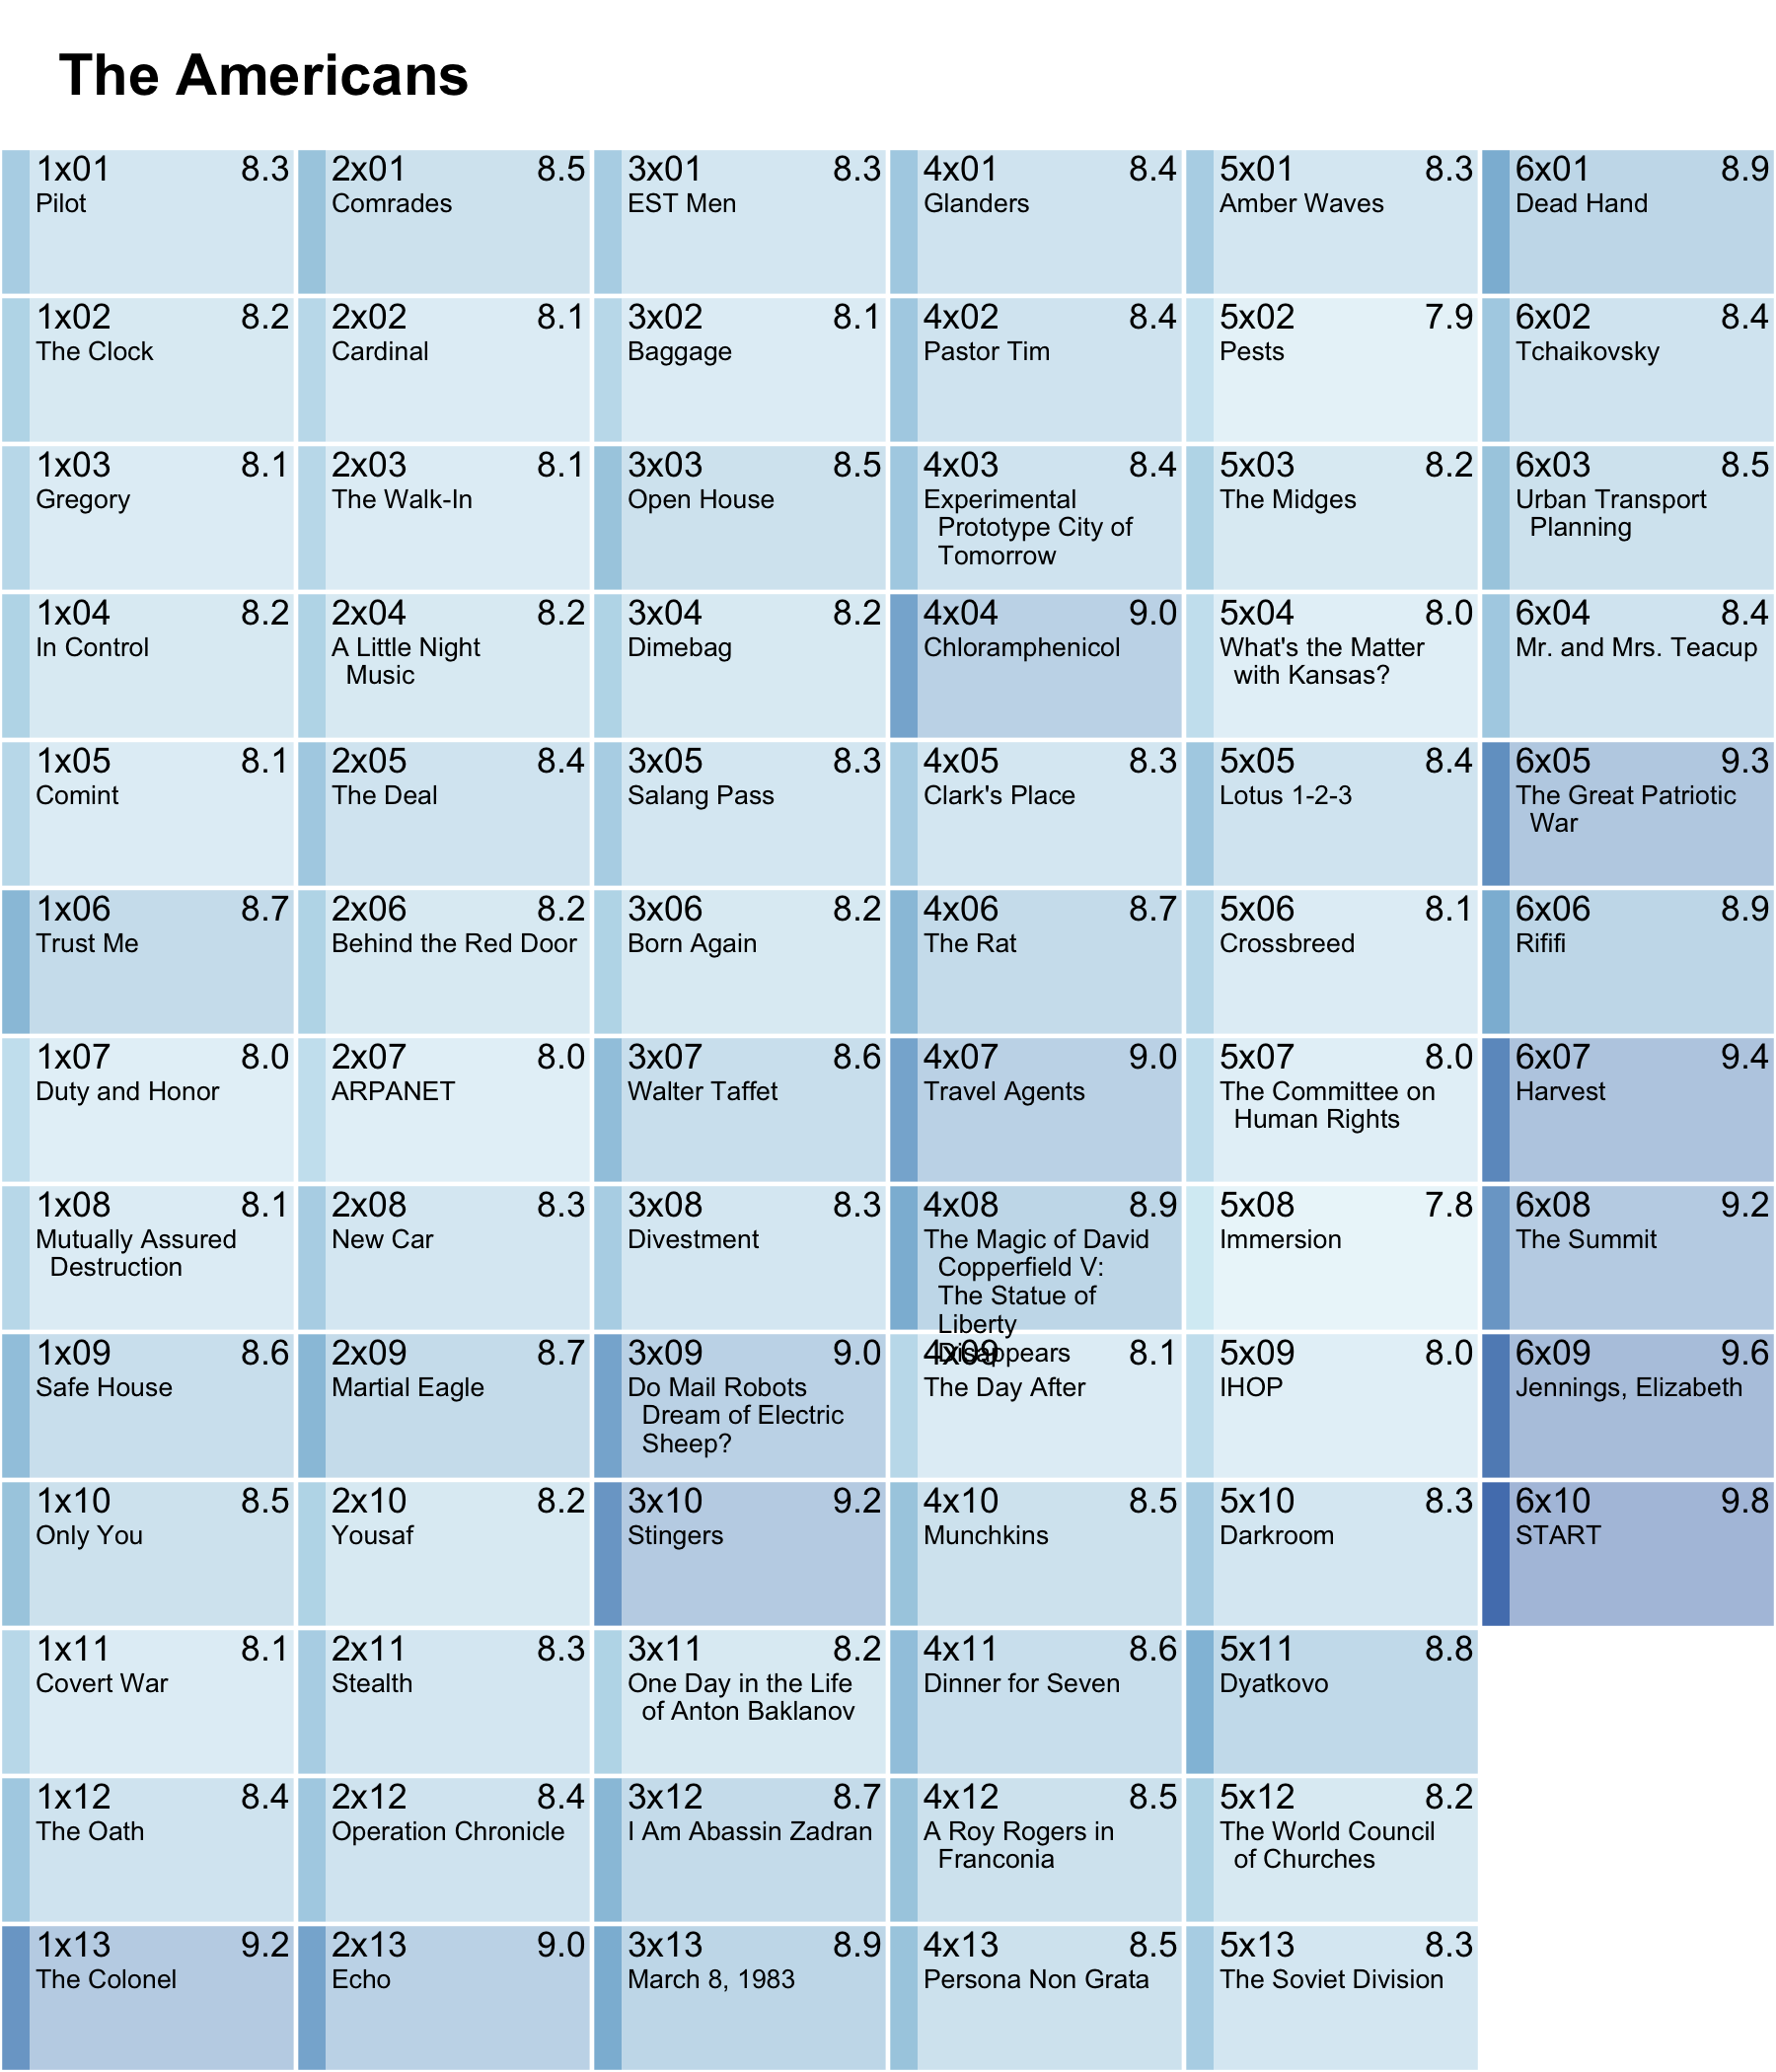 The Americans
1x01 8.3 2x01 8.5 3x01 8.3 4x01 8.4 5x01 8.3 6x01 8.9
Pilot Comrades EST Men Glanders Amber Waves Dead Hand
1x02 8.2 2x02 8.1 3x02 8.1 4x02 8.4 5x02 7.9 6x02 8.4
The Clock Cardinal Baggage Pastor Tim Pests Tchaikovsky
1x03 8.1 2x03 8.1 3x03 8.5 4x03 8.4 5x03 8.2 6x03 8.5
Gregory The Walk-In Open House Experimental The Midges Urban Transport
Prototype City of Planning
Tomorrow
1x04 8.2 2x04 8.2 3x04 8.2 4x04 9.0 5x04 8.0 6x04 8.4
In Control A Little Night Dimebag Chloramphenicol What's the Matter Mr. and Mrs. Teacup
Music with Kansas?
1x05 8.1 2x05 8.4 3x05 8.3 4x05 8.3 5x05 8.4 6x05 9.3
Comint The Deal Salang Pass Clark's Place Lotus 1-2-3 The Great Patriotic
War
1x06 8.7 2x06 8.2 3x06 8.2 4x06 8.7 5x06 8.1 6x06 8.9
Trust Me Behind the Red Door Born Again The Rat Crossbreed Rififi
1x07 8.0 2x07 8.0 3x07 8.6 4x07 9.0 5x07 8.0 6x07 9.4
Duty and Honor ARPANET Walter Taffet Travel Agents The Committee on Harvest
Human Rights
1x08 8.1 2x08 8.3 3x08 8.3 4x08 8.9 5x08 7.8 6x08 9.2
Mutually Assured New Car Divestment The Magic of David Immersion The Summit
Destruction Copperfield V:
The Statue of
Liberty
Disappears
1x09 8.6 2x09 8.7 3x09 9.0 4x09 8.1 5x09 8.0 6x09 9.6
Safe House Martial Eagle Do Mail Robots The Day After IHOP Jennings, Elizabeth
Dream of Electric
Sheep?
1x10 8.5 2x10 8.2 3x10 9.2 4x10 8.5 5x10 8.3 6x10 9.8
Only You Yousaf Stingers Munchkins Darkroom START
1x11 8.1 2x11 8.3 3x11 8.2 4x11 8.6 5x11 8.8
Covert War Stealth One Day in the Life Dinner for Seven Dyatkovo
of Anton Baklanov
1x12 8.4 2x12 8.4 3x12 8.7 4x12 8.5 5x12 8.2
The Oath Operation Chronicle I Am Abassin Zadran A Roy Rogers in The World Council
Franconia of Churches
1x13 9.2 2x13 9.0 3x13 8.9 4x13 8.5 5x13 8.3
The Colonel Echo March 8, 1983 Persona Non Grata The Soviet Division